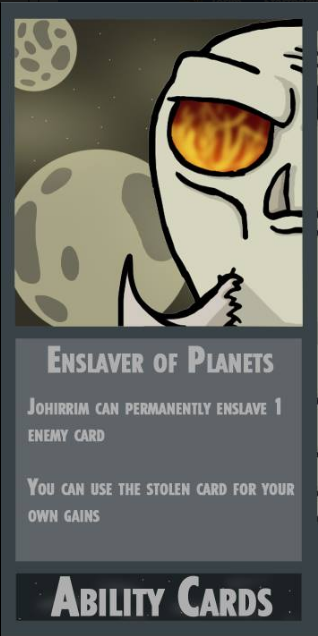 Enslaver of Planets
Johirrim can permanently enslave 1
enemy card
You can use the stolen card for your
own gains
Ability Cards